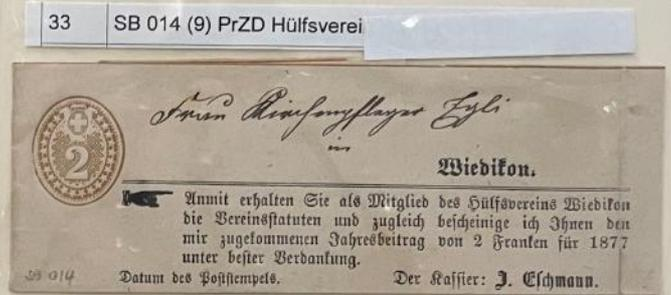 33 SB 014 (9) PrZD Hülfsverei
Frau Kirchenpfleger Egli
in
Wiedikon.
2
Anmit erhalten Sie als Mitglied des Hülfsvereins Wiedikon
die Vereinsstatuten und zugleich bescheinige ich Ihnen den
mir zugekommenen Jahresbeitrag von 2 Franken für 1877
unter bester Verdankung.
SB 014
Datum des Poststempels. Der Kassier: J. Eschmann.